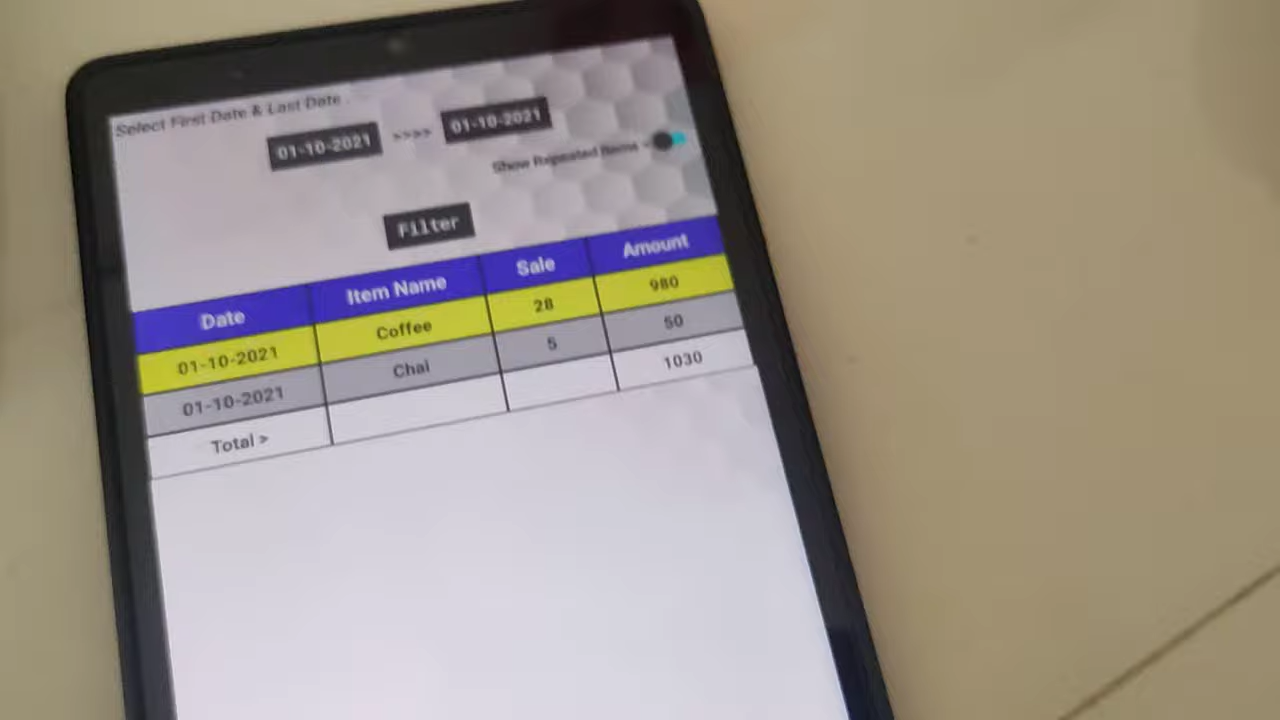 Select First Date & Last Date .
01-10-2021 >>>> 01-10-2021
Show Repeated Items -
Filter
Date Item Name Sale Amount
01-10-2021 Coffee 28 980
01-10-2021 Chai 5 50
Total > 1030